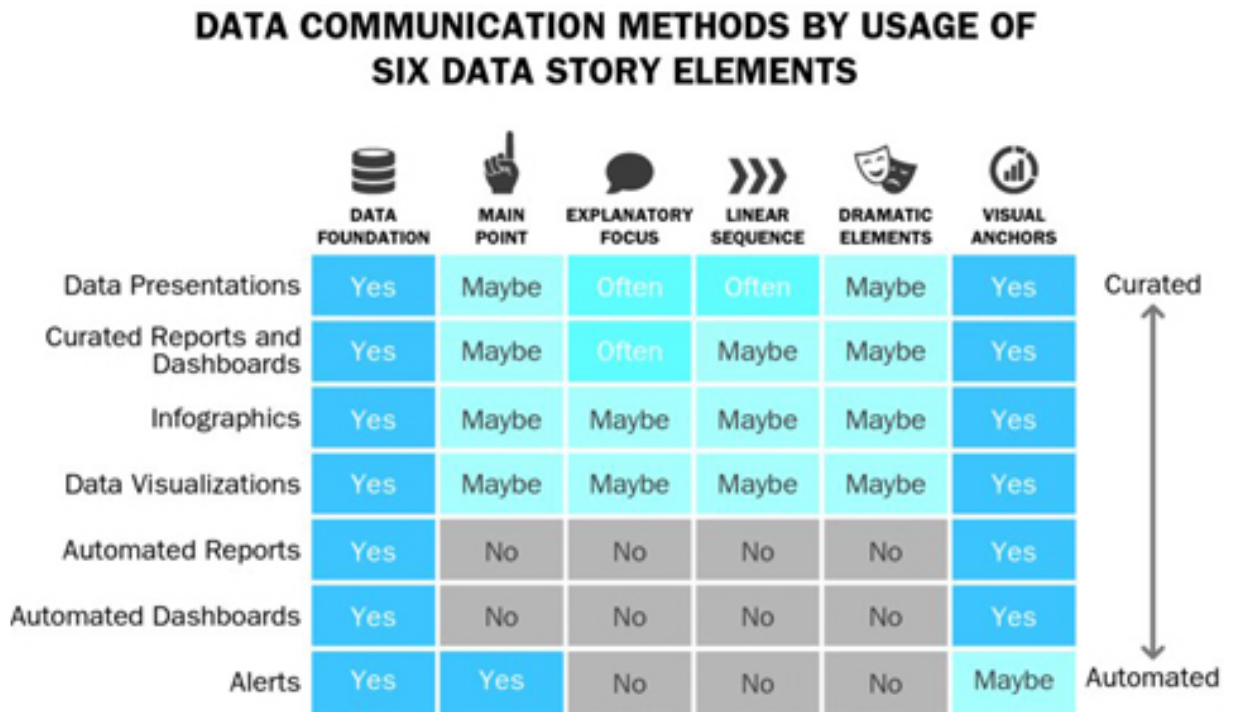 DATA COMMUNICATION METHODS BY USAGE OF
SIX DATA STORY ELEMENTS
DATA FOUNDATION MAIN POINT EXPLANATORY FOCUS LINEAR SEQUENCE DRAMATIC ELEMENTS VISUAL ANCHORS
Data Presentations Yes Maybe Often Often Maybe Yes Curated
Curated Reports and Dashboards Yes Maybe Often Maybe Maybe Yes
Infographics Yes Maybe Maybe Maybe Maybe Yes
Data Visualizations Yes Maybe Maybe Maybe Maybe Yes
Automated Reports Yes No No No No Yes
Automated Dashboards Yes No No No No Yes
Alerts Yes Yes No No No Maybe Automated